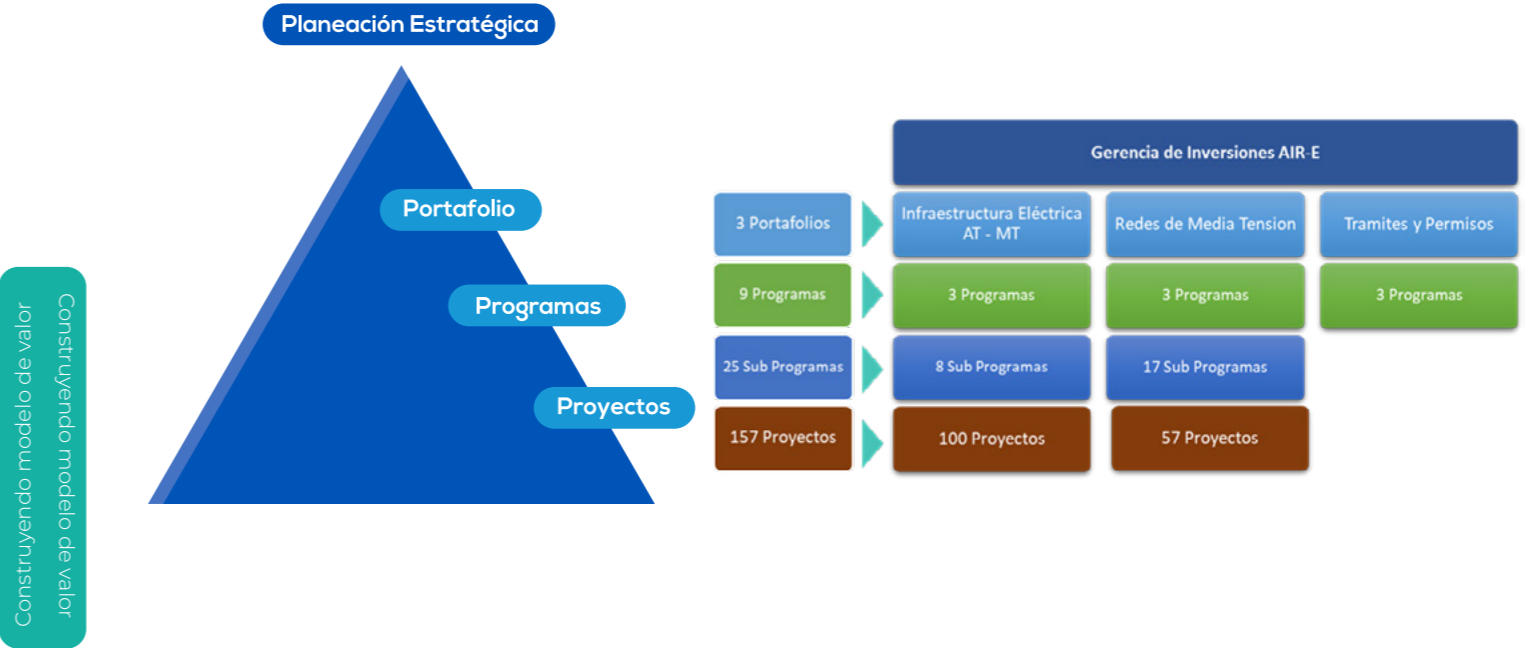 Planeación Estratégica
Portafolio
Programas
Proyectos
Construyendo modelo de valor
Construyendo modelo de valor
Gerencia de Inversiones AIR-E
3 Portafolios
Infraestructura Eléctrica
AT - MT
Redes de Media Tension
Tramites y Permisos
9 Programas
3 Programas
3 Programas
3 Programas
25 Sub Programas
8 Sub Programas
17 Sub Programas
157 Proyectos
100 Proyectos
57 Proyectos